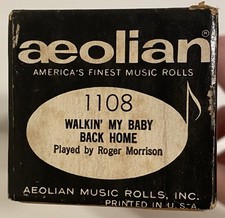 aeolian®
AMERICA'S FINEST MUSIC ROLLS
1108
WALKIN' MY BABY
BACK HOME
Played by Roger Morrison
AEOLIAN MUSIC ROLLS, INC.
PRINTED IN U.S.A.